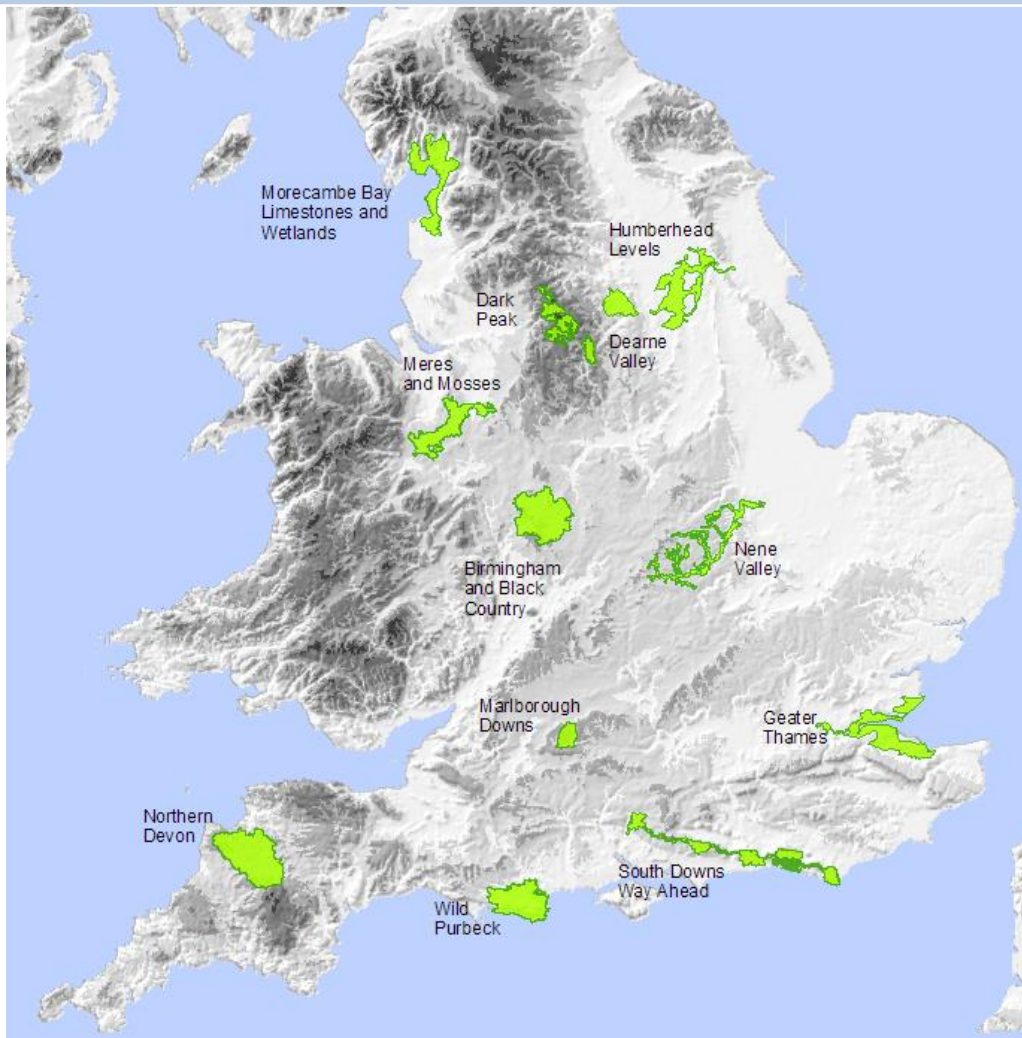 Morecambe Bay
Limestones and
Wetlands
Humberhead
Levels
Dark
Peak
Dearne
Valley
Meres
and Mosses
Birmingham
and Black
Country
Nene
Valley
Marlborough
Downs
Geater
Thames
Northern
Devon
South Downs
Way Ahead
Wild
Purbeck